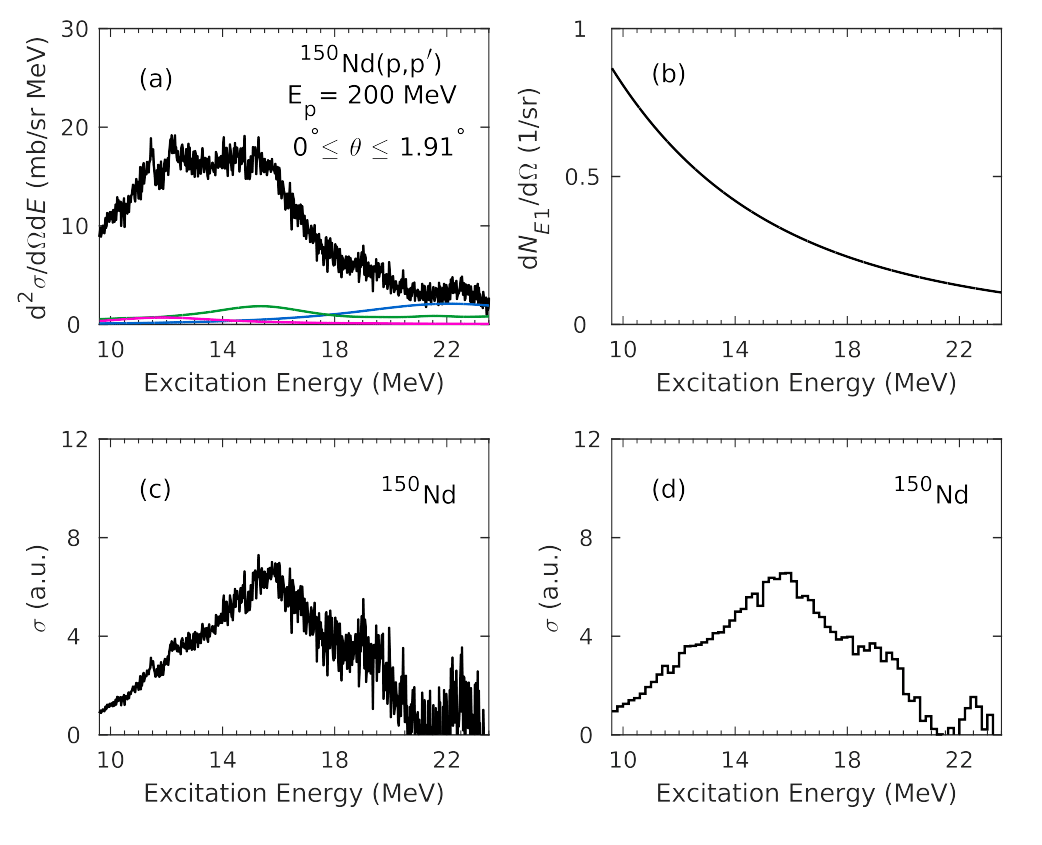 30
20
10
0
d²σ/dΩdE (mb/sr MeV)
(a)
¹⁵⁰Nd(p,p′)
Eₚ= 200 MeV
0° ≤ θ ≤ 1.91°
10 14 18 22
Excitation Energy (MeV)
1
0.5
0
dN_E1/dΩ (1/sr)
(b)
10 14 18 22
Excitation Energy (MeV)
12
8
4
0
σ (a.u.)
(c)
¹⁵⁰Nd
10 14 18 22
Excitation Energy (MeV)
12
8
4
0
σ (a.u.)
(d)
¹⁵⁰Nd
10 14 18 22
Excitation Energy (MeV)